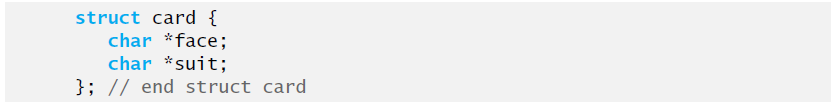 struct card {
char *face;
char *suit;
}; // end struct card